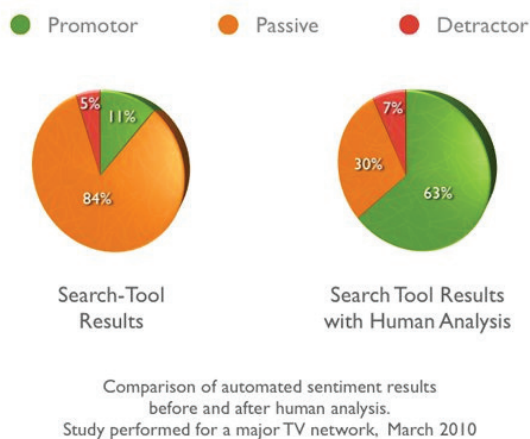 Promotor Passive Detractor
5%
11%
84%
7%
30%
63%
Search-Tool
Results
Search Tool Results
with Human Analysis
Comparison of automated sentiment results
before and after human analysis.
Study performed for a major TV network, March 2010